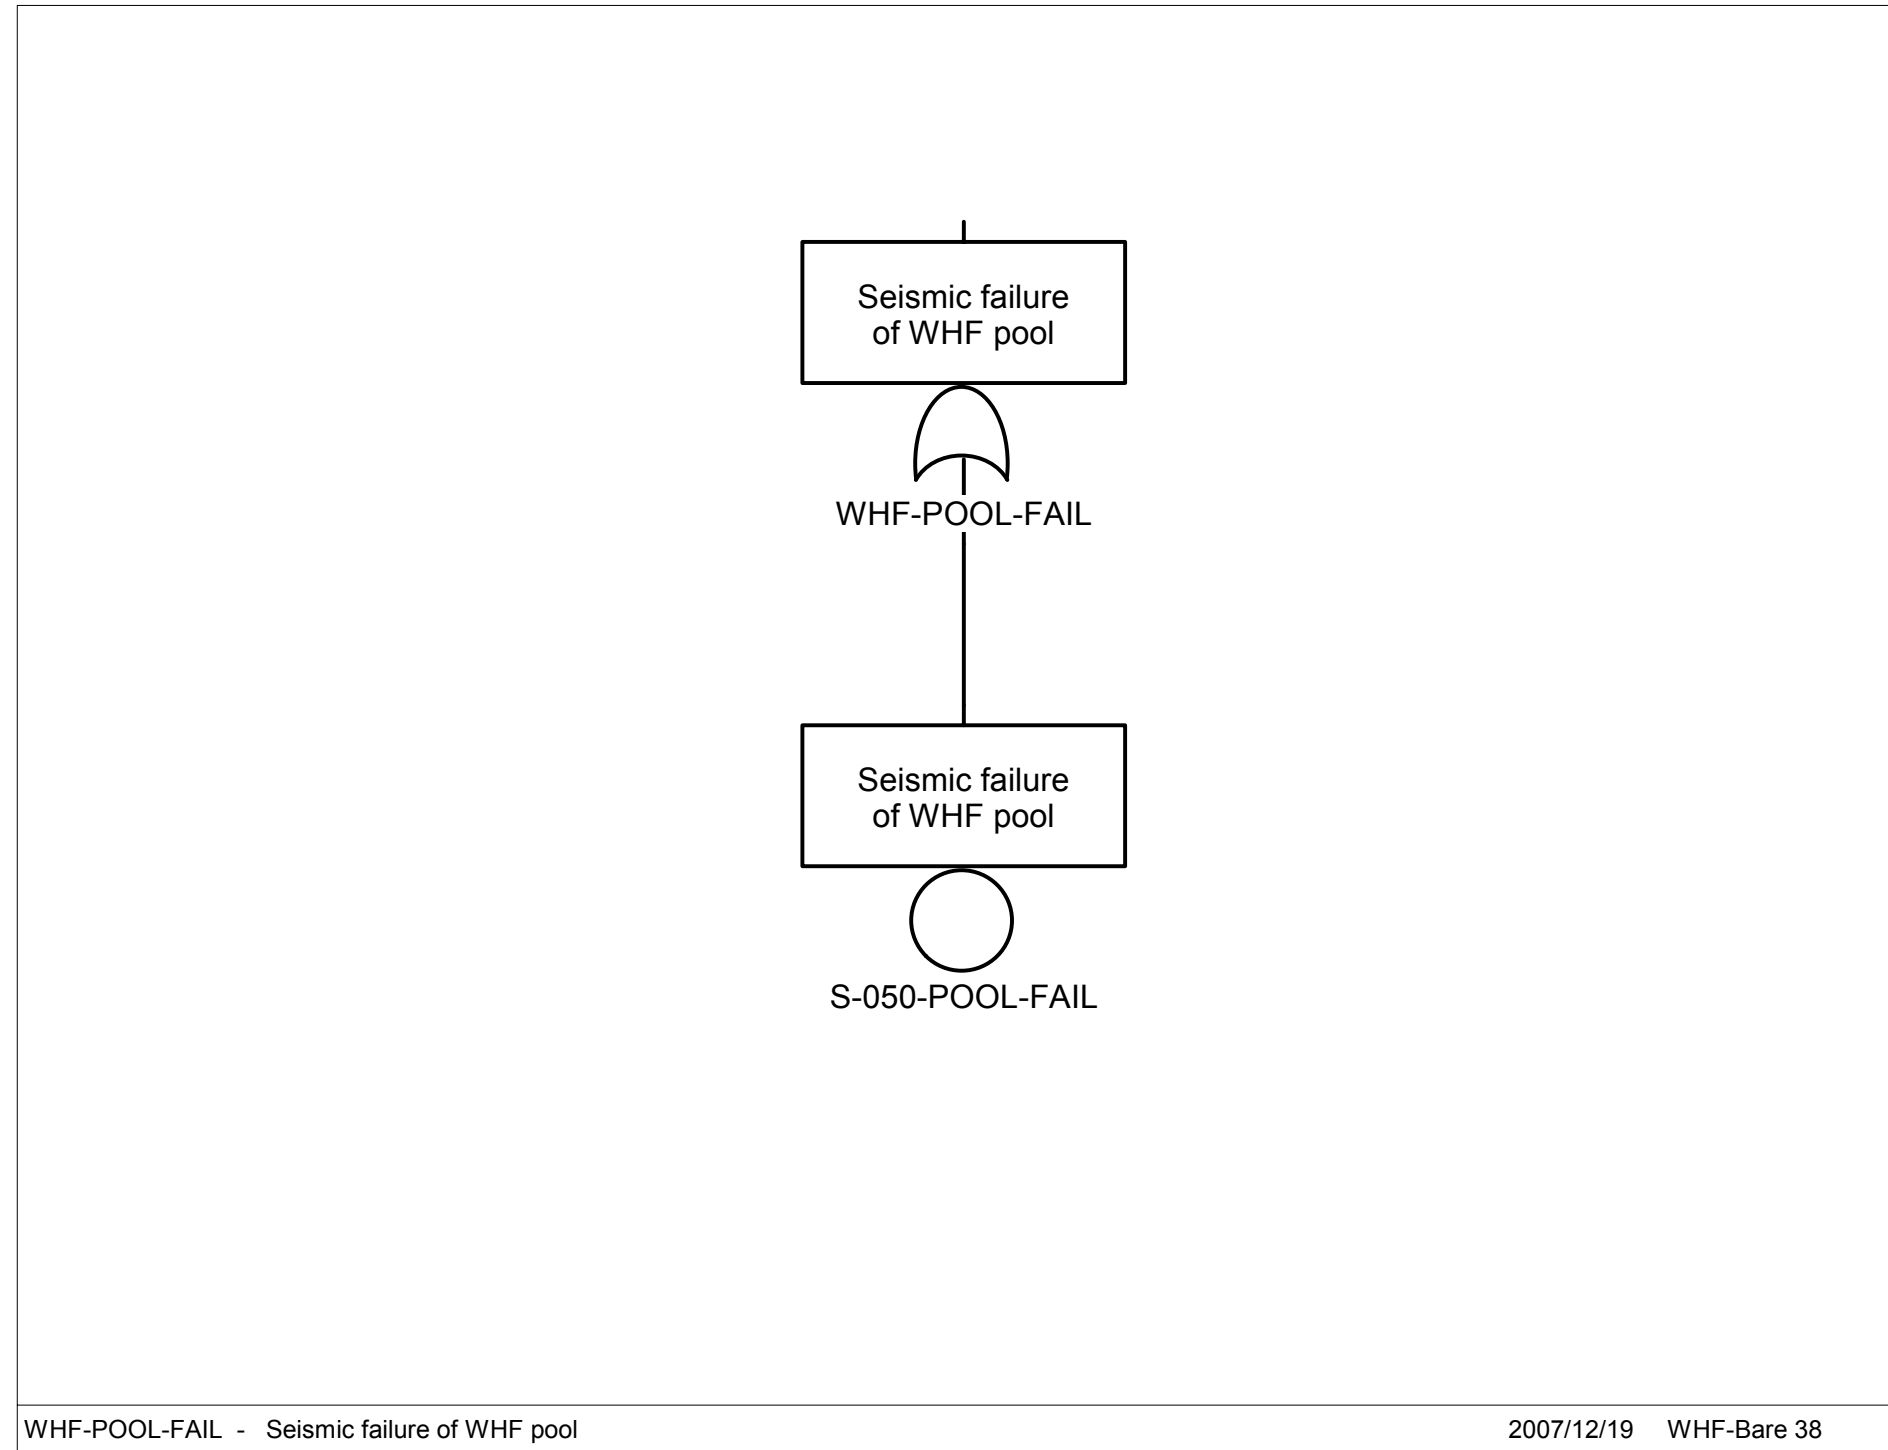 Seismic failure
of WHF pool
WHF-POOL-FAIL
Seismic failure
of WHF pool
S-050-POOL-FAIL
WHF-POOL-FAIL - Seismic failure of WHF pool 2007/12/19 WHF-Bare 38